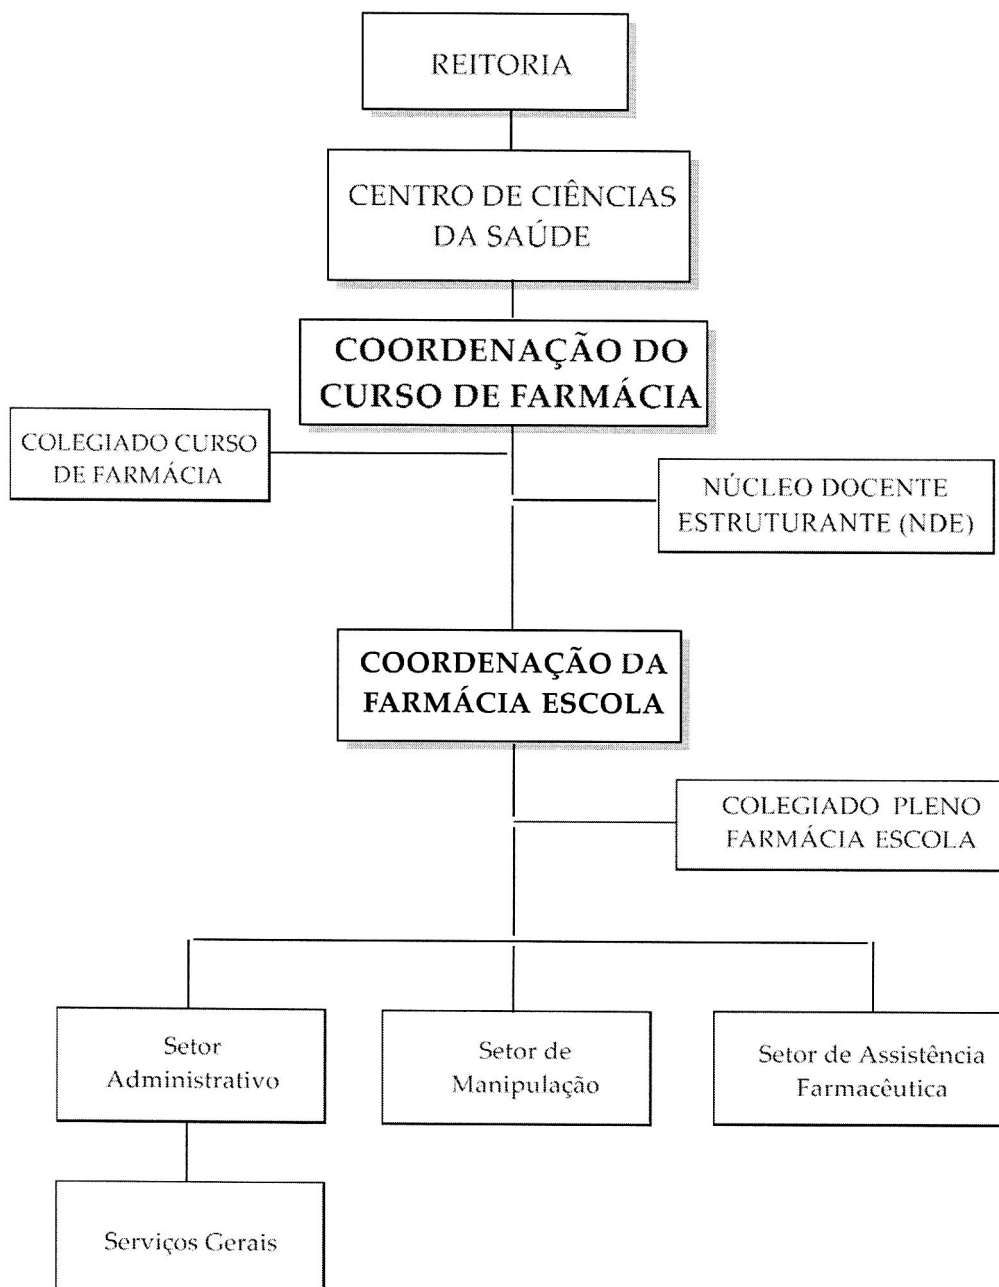 REITORIA
CENTRO DE CIÊNCIAS
DA SAÚDE
COORDENAÇÃO DO
CURSO DE FARMÁCIA
COLEGIADO CURSO
DE FARMÁCIA
NÚCLEO DOCENTE
ESTRUTURANTE (NDE)
COORDENAÇÃO DA
FARMÁCIA ESCOLA
COLEGIADO PLENO
FARMÁCIA ESCOLA
Setor
Administrativo
Setor de
Manipulação
Setor de Assistência
Farmacêutica
Serviços Gerais